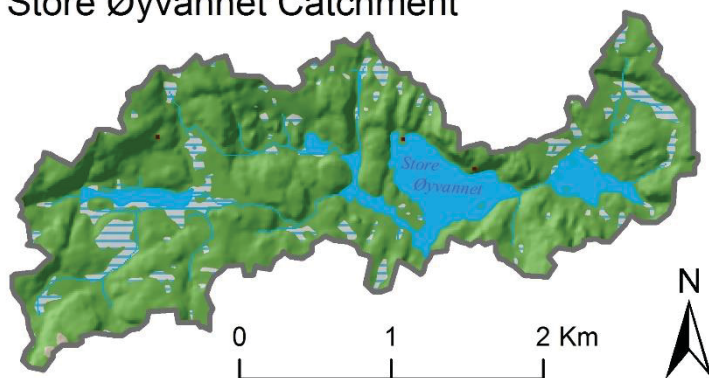 Store Øyvannet Catchment
Store
Øyvannet
N
0 1 2 Km